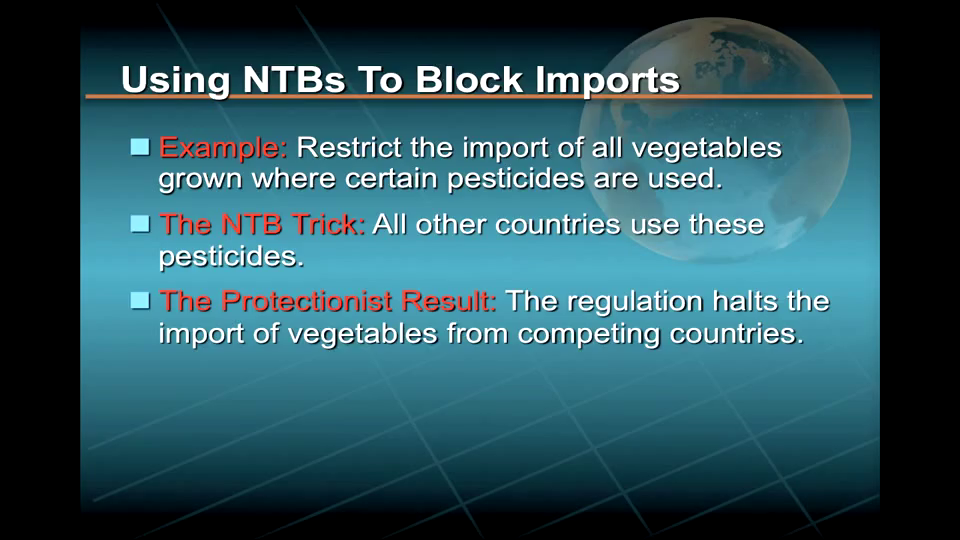 Using NTBs To Block Imports
Example: Restrict the import of all vegetables
grown where certain pesticides are used.
The NTB Trick: All other countries use these
pesticides.
The Protectionist Result: The regulation halts the
import of vegetables from competing countries.